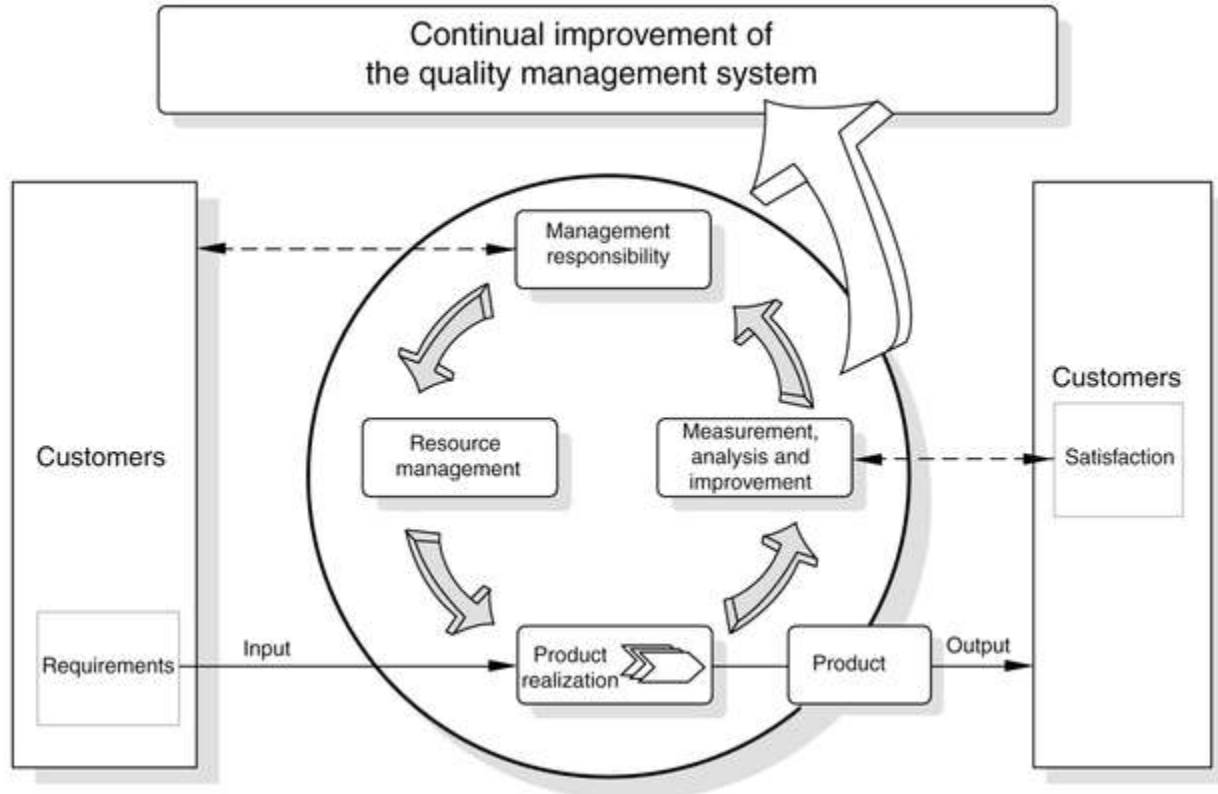 Continual improvement of
the quality management system
Management
responsibility
Customers
Customers
Resource
management
Measurement,
analysis and
improvement
Satisfaction
Requirements
Input
Product
realization
Product
Output